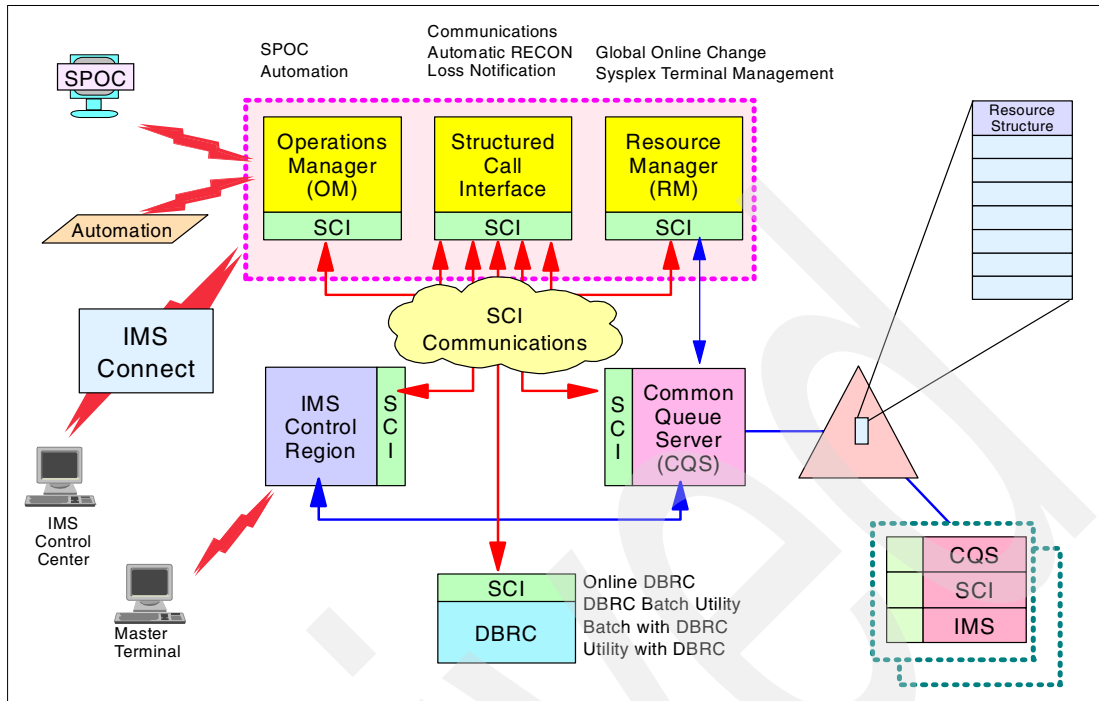 SPOC
Automation
Communications
Automatic RECON
Loss Notification
Global Online Change
Sysplex Terminal Management
SPOC
Automation
IMS
Connect
IMS
Control
Center
Master
Terminal
Operations
Manager
(OM)
SCI
Structured
Call
Interface
SCI
Resource
Manager
(RM)
SCI
Resource
Structure
SCI
Communications
IMS
Control
Region
SCI
SCI
Common
Queue
Server
(CQS)
SCI
DBRC
Online DBRC
DBRC Batch Utility
Batch with DBRC
Utility with DBRC
CQS
SCI
IMS